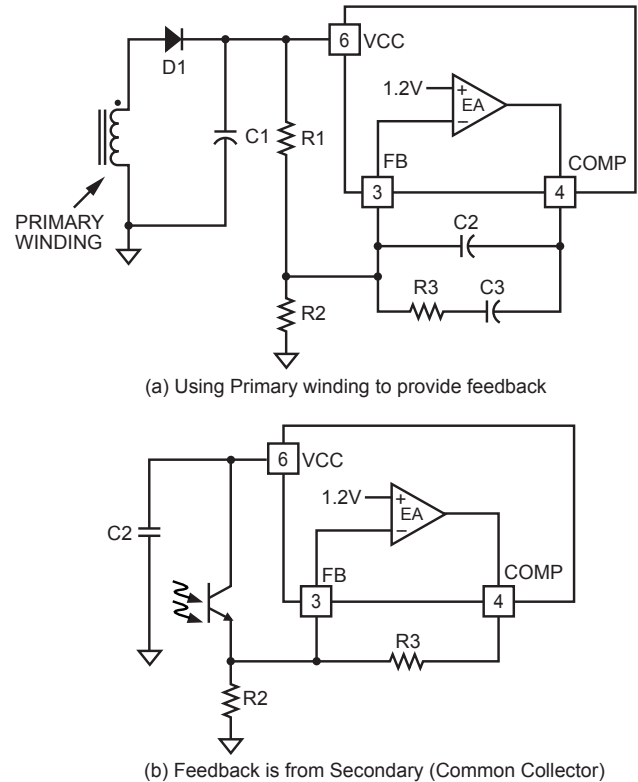 6 VCC
D1
1.2V
+
EA
−
C1
R1
FB
COMP
3
4
PRIMARY
WINDING
C2
R3
C3
R2
(a) Using Primary winding to provide feedback
6 VCC
1.2V
+
EA
−
C2
FB
COMP
3
4
R3
R2
(b) Feedback is from Secondary (Common Collector)